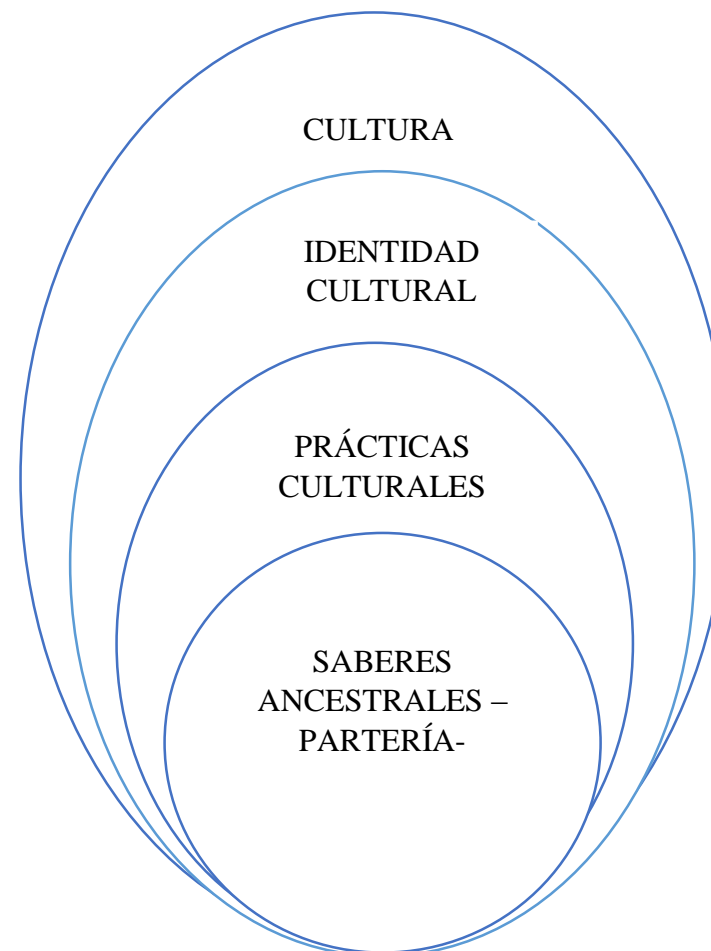 CULTURA
IDENTIDAD
CULTURAL
PRÁCTICAS
CULTURALES
SABERES
ANCESTRALES –
PARTERÍA-